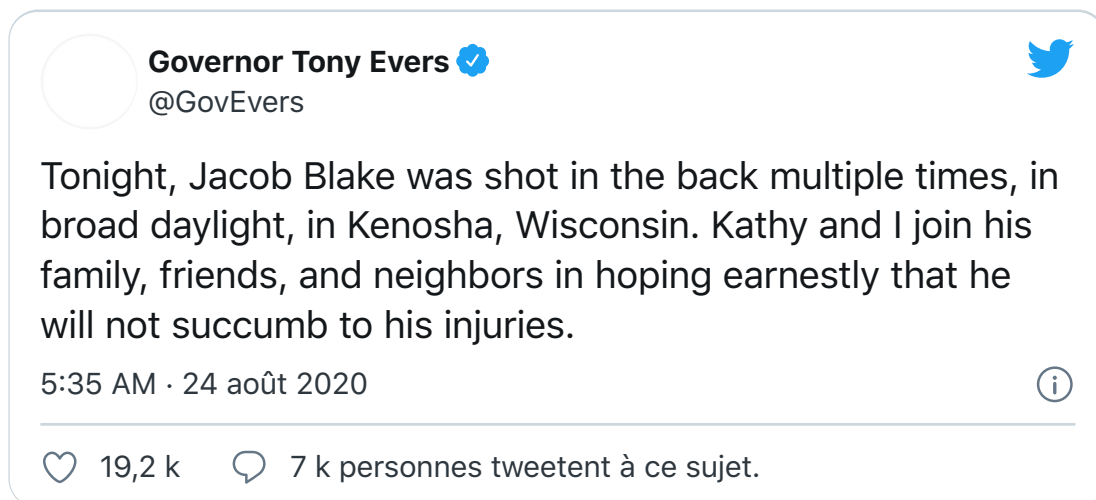 Governor Tony Evers
@GovEvers
Tonight, Jacob Blake was shot in the back multiple times, in
broad daylight, in Kenosha, Wisconsin. Kathy and I join his
family, friends, and neighbors in hoping earnestly that he
will not succumb to his injuries.
5:35 AM · 24 août 2020
19,2 k 7 k personnes tweetent à ce sujet.